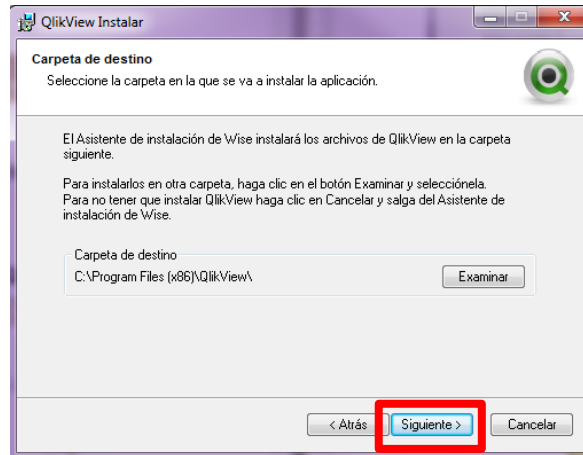 QlikView Instalar
Carpeta de destino
Seleccione la carpeta en la que se va a instalar la aplicación.
El Asistente de instalación de Wise instalará los archivos de QlikView en la carpeta
siguiente.
Para instalarlos en otra carpeta, haga clic en el botón Examinar y selecciónela.
Para no tener que instalar QlikView haga clic en Cancelar y salga del Asistente de
instalación de Wise.
Carpeta de destino
C:\Program Files (x86)\QlikView\
Examinar
< Atrás
Siguiente >
Cancelar